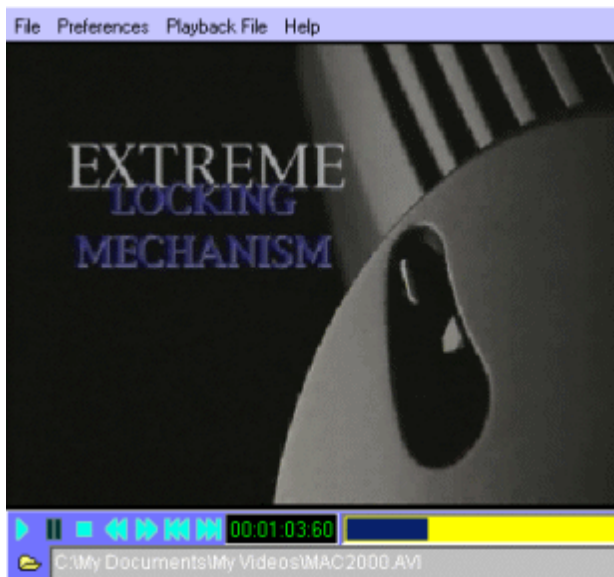 File Preferences Playback File Help
EXTREME
LOCKING
MECHANISM
00:01:03:60
C:\My Documents\My Videos\MAC2000.AVI